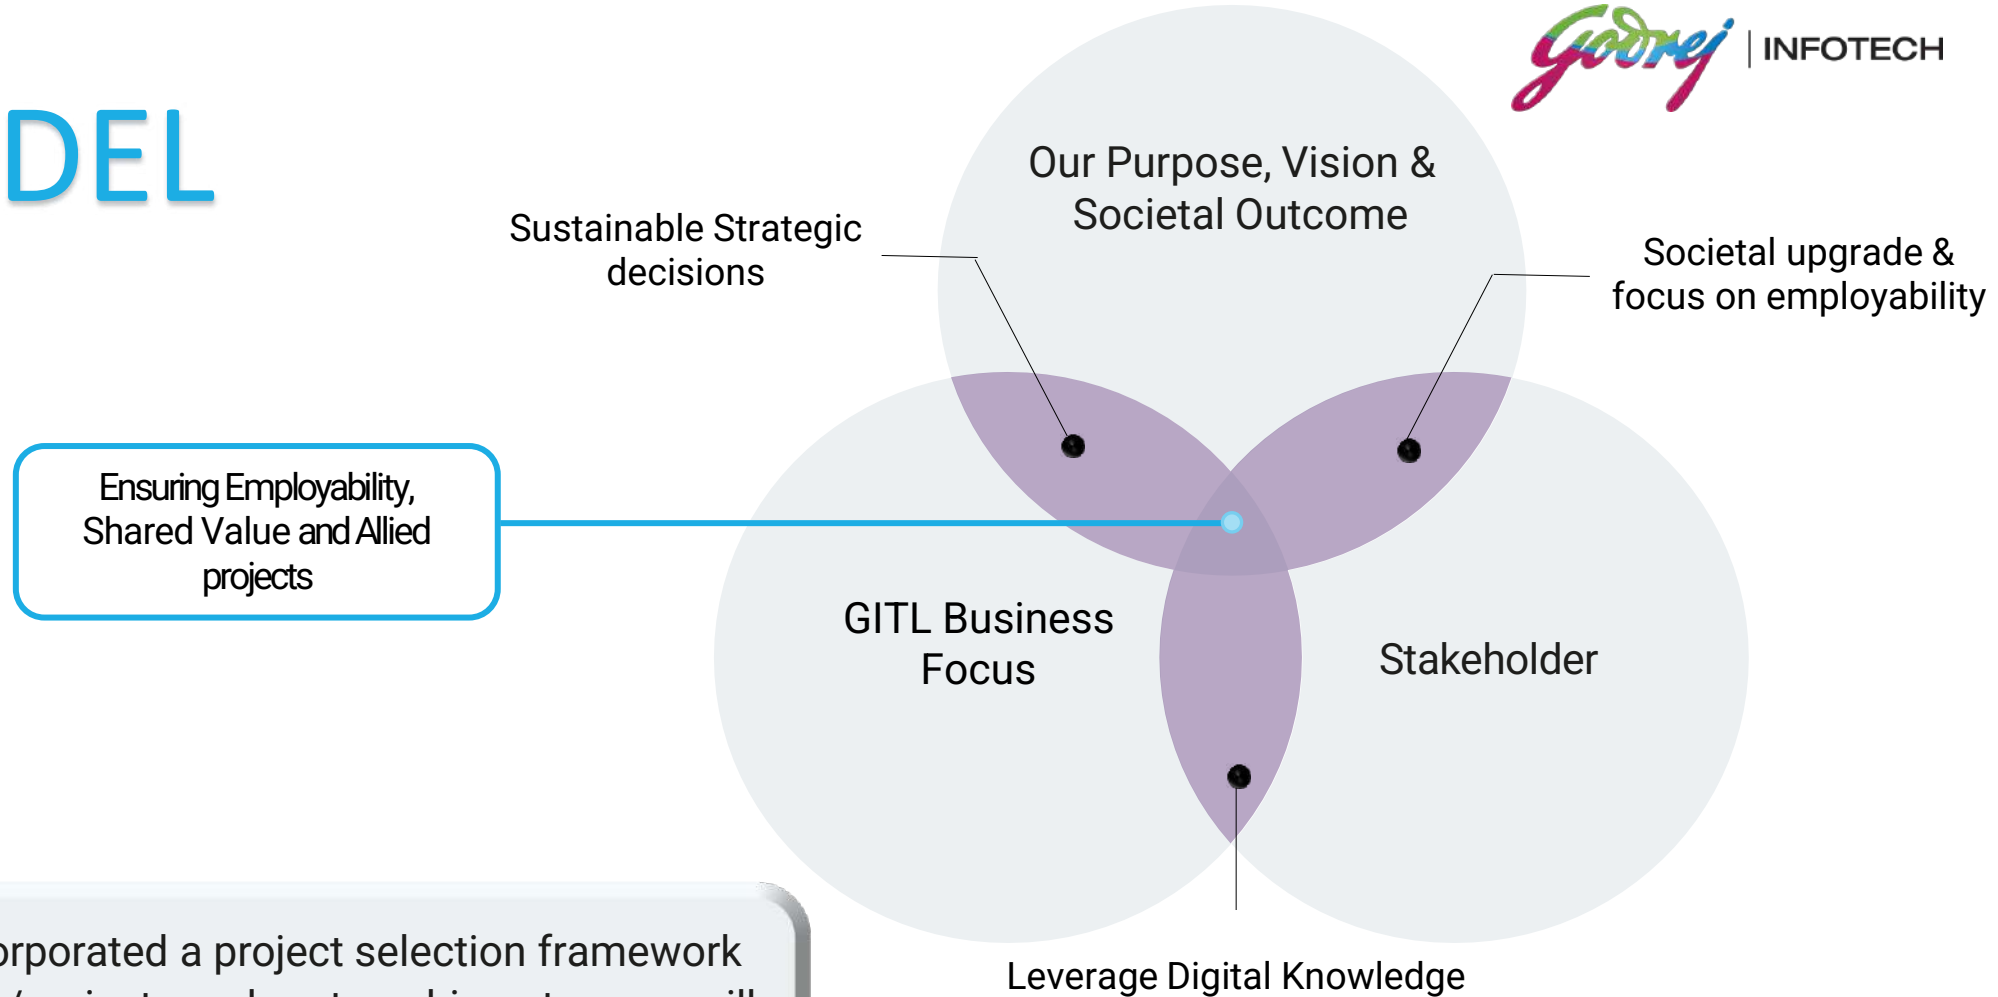 Godrej | INFOTECH
DEL
Our Purpose, Vision &
Societal Outcome
Sustainable Strategic
decisions
Societal upgrade &
focus on employability
Ensuring Employability,
Shared Value and Allied
projects
GITL Business
Focus
Stakeholder
orporated a project selection framework
Leverage Digital Knowledge